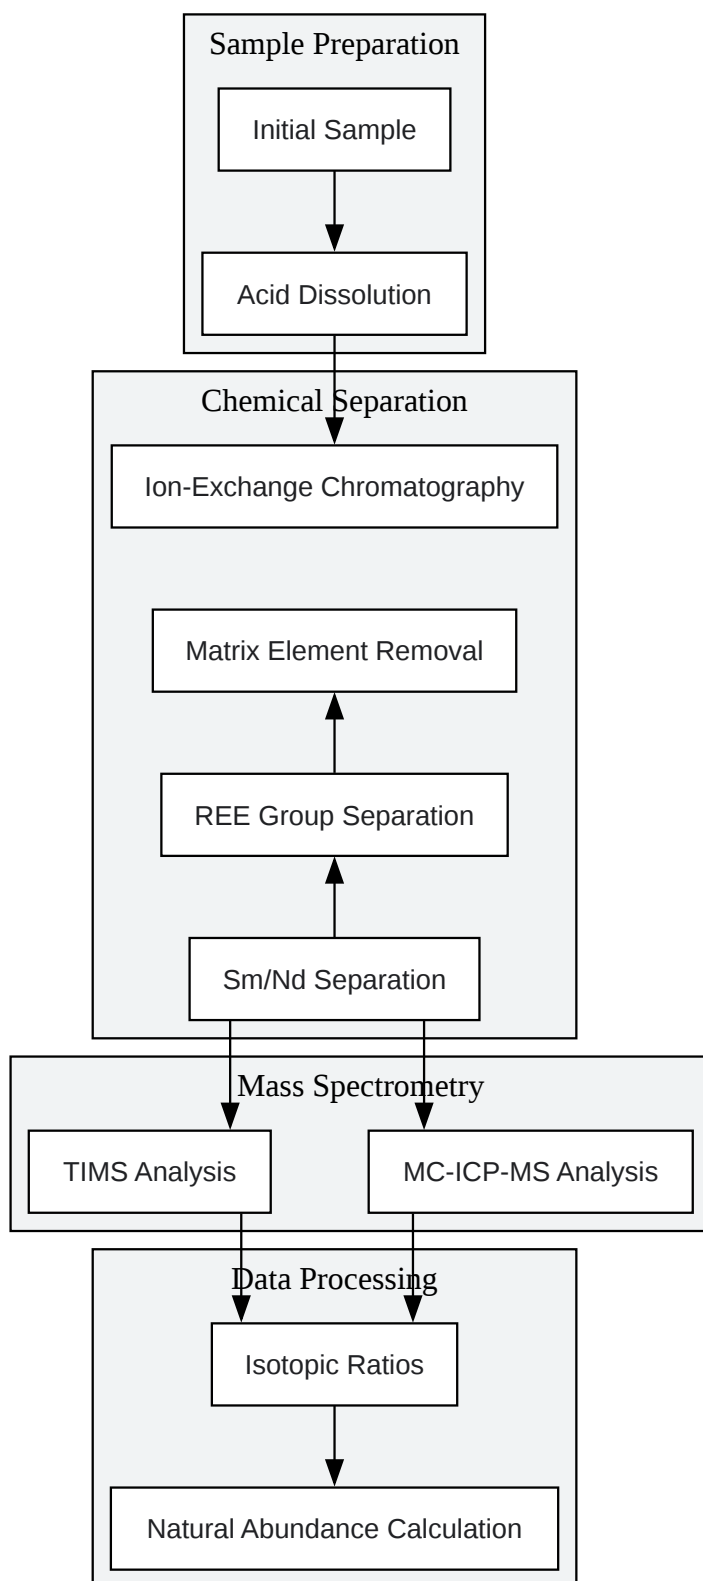 Sample Preparation
Initial Sample
Acid Dissolution
Chemical Separation
Ion-Exchange Chromatography
Matrix Element Removal
REE Group Separation
Sm/Nd Separation
Mass Spectrometry
TIMS Analysis
MC-ICP-MS Analysis
Data Processing
Isotopic Ratios
Natural Abundance Calculation